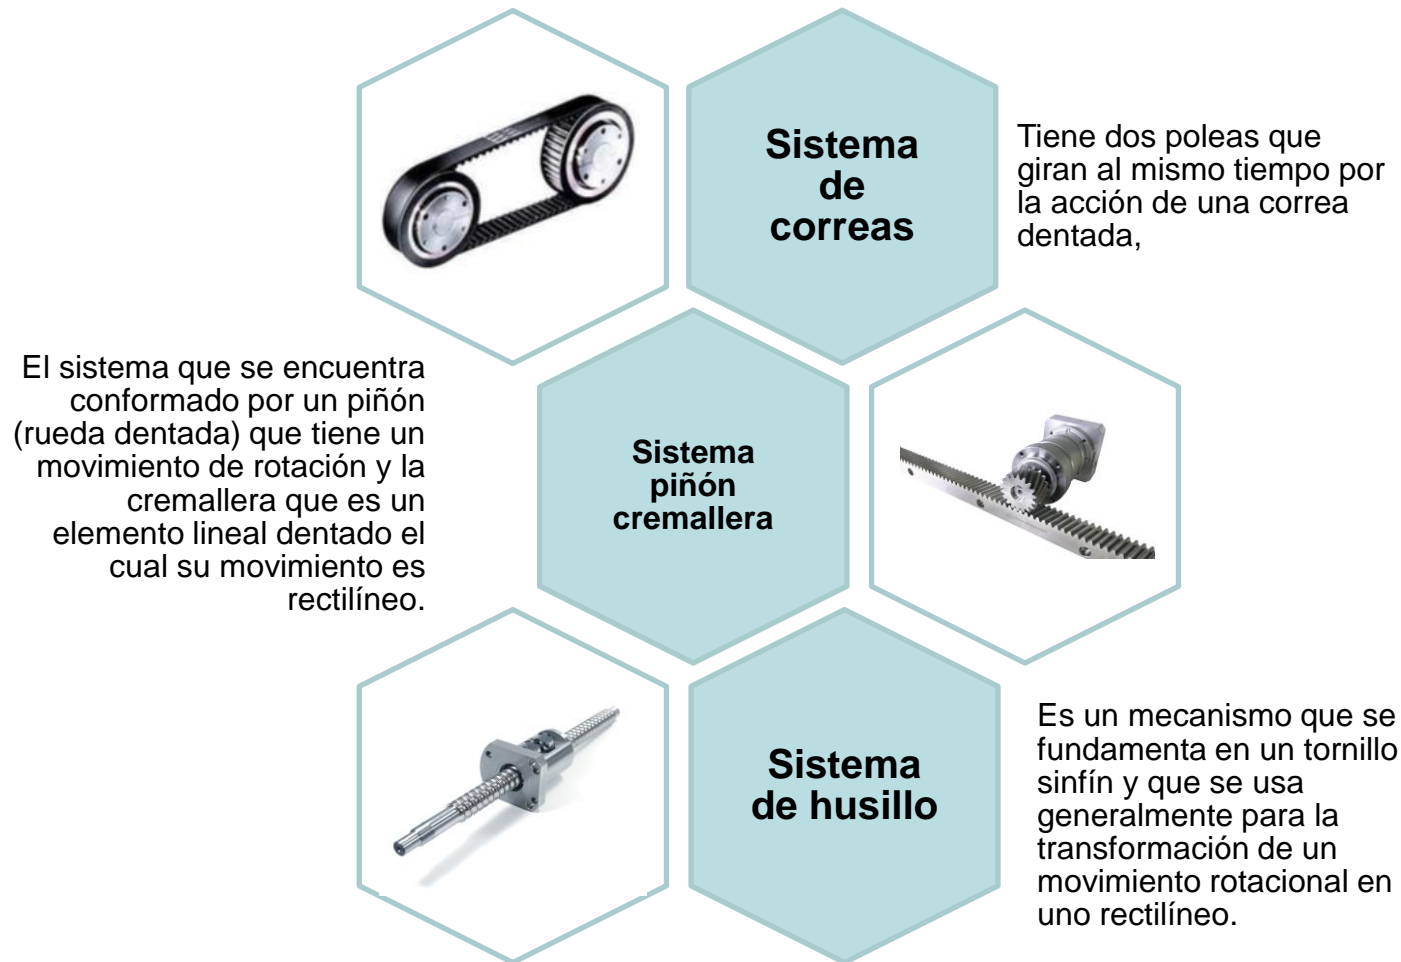 Sistema
de
correas
Tiene dos poleas que
giran al mismo tiempo por
la acción de una correa
dentada,
El sistema que se encuentra
conformado por un piñón
(rueda dentada) que tiene un
movimiento de rotación y la
cremallera que es un
elemento lineal dentado el
cual su movimiento es
rectilíneo.
Sistema
piñón
cremallera
Sistema
de husillo
Es un mecanismo que se
fundamenta en un tornillo
sinfín y que se usa
generalmente para la
transformación de un
movimiento rotacional en
uno rectilíneo.